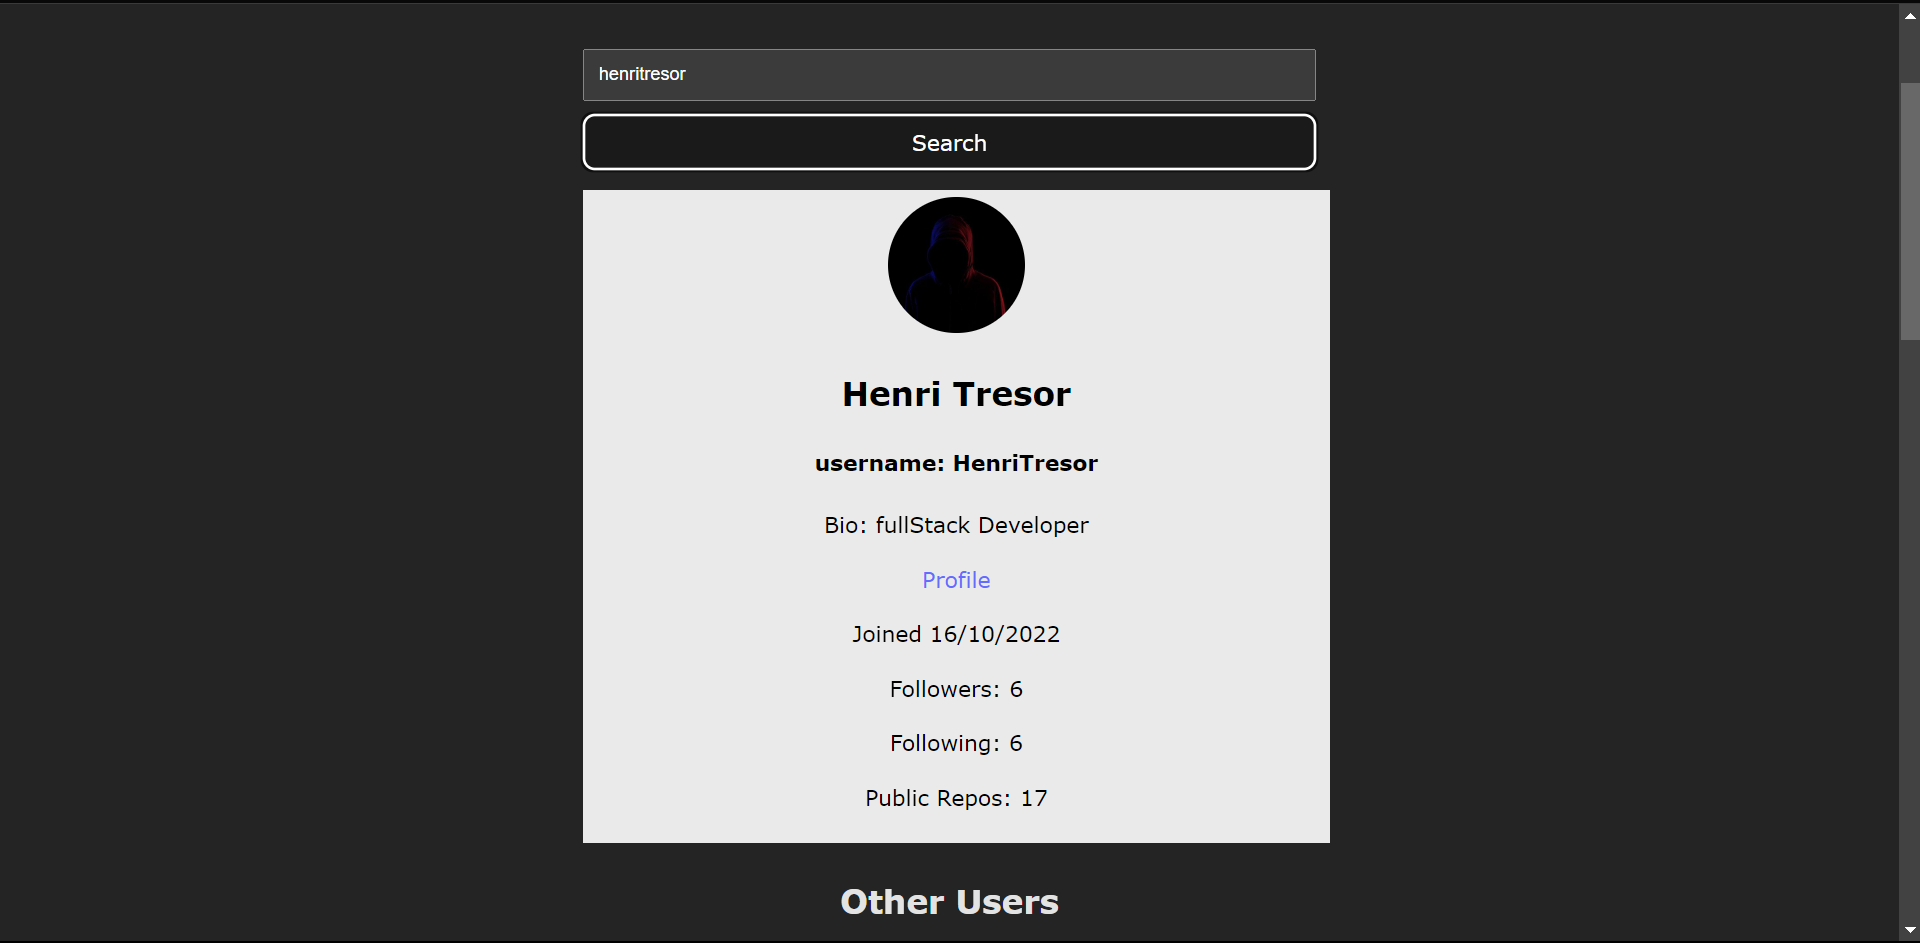 henritresor
Search
Henri Tresor
username: HenriTresor
Bio: fullStack Developer
Profile
Joined 16/10/2022
Followers: 6
Following: 6
Public Repos: 17
Other Users